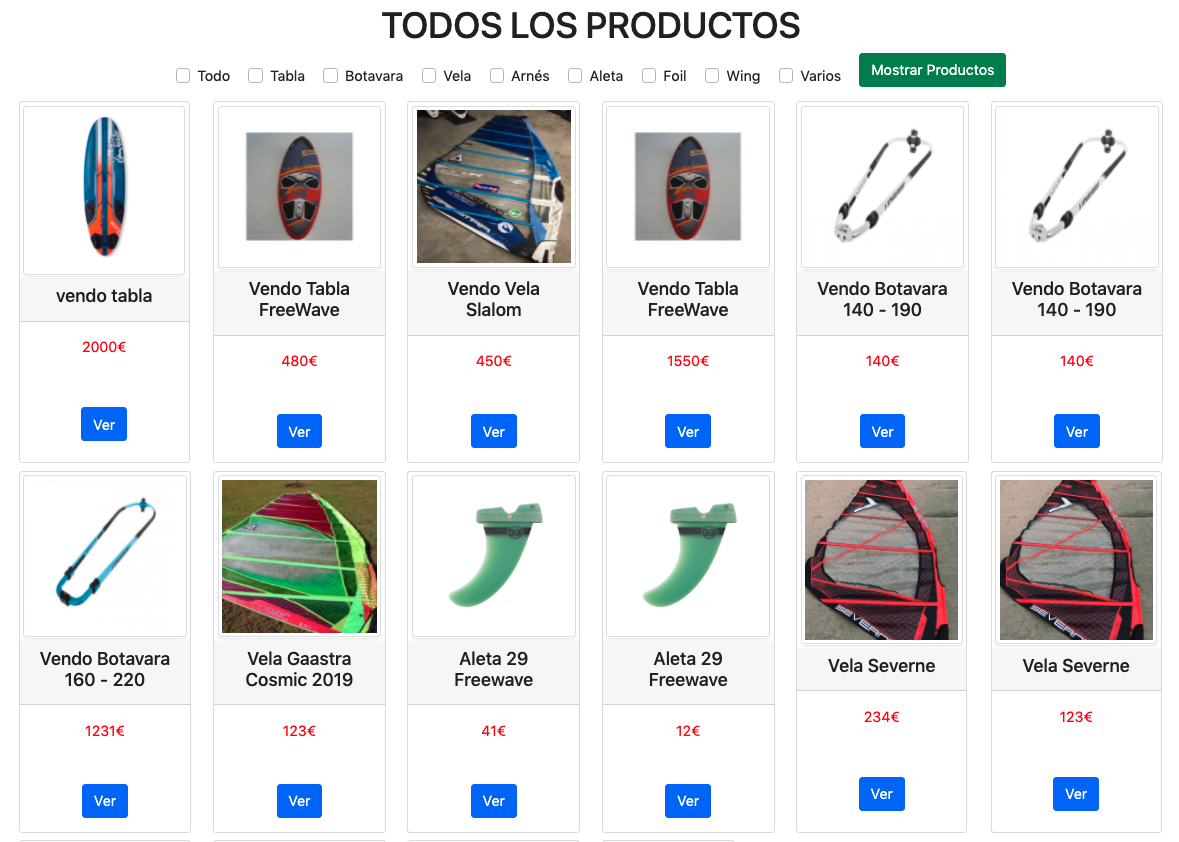 TODOS LOS PRODUCTOS
Todo Tabla Botavara Vela Arnés Aleta Foil Wing Varios Mostrar Productos
vendo tabla
2000€
Ver
Vendo Tabla
FreeWave
480€
Ver
Vendo Vela
Slalom
450€
Ver
Vendo Tabla
FreeWave
1550€
Ver
Vendo Botavara
140 - 190
140€
Ver
Vendo Botavara
140 - 190
140€
Ver
Vendo Botavara
160 - 220
1231€
Ver
COSMIC
Vela Gaastra
Cosmic 2019
123€
Ver
Aleta 29
Freewave
41€
Ver
Aleta 29
Freewave
12€
Ver
SEVERN
Vela Severne
234€
Ver
SEVERN
Vela Severne
123€
Ver